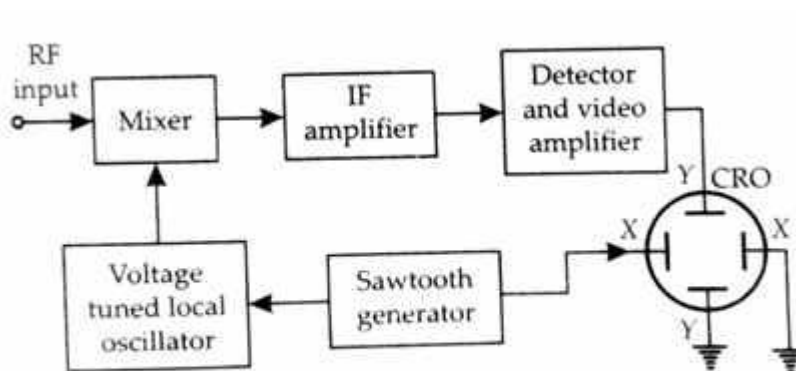 RF
input
Mixer
IF
amplifier
Detector
and video
amplifier
Y
CRO
X
X
Voltage
tuned local
oscillator
Sawtooth
generator
Y